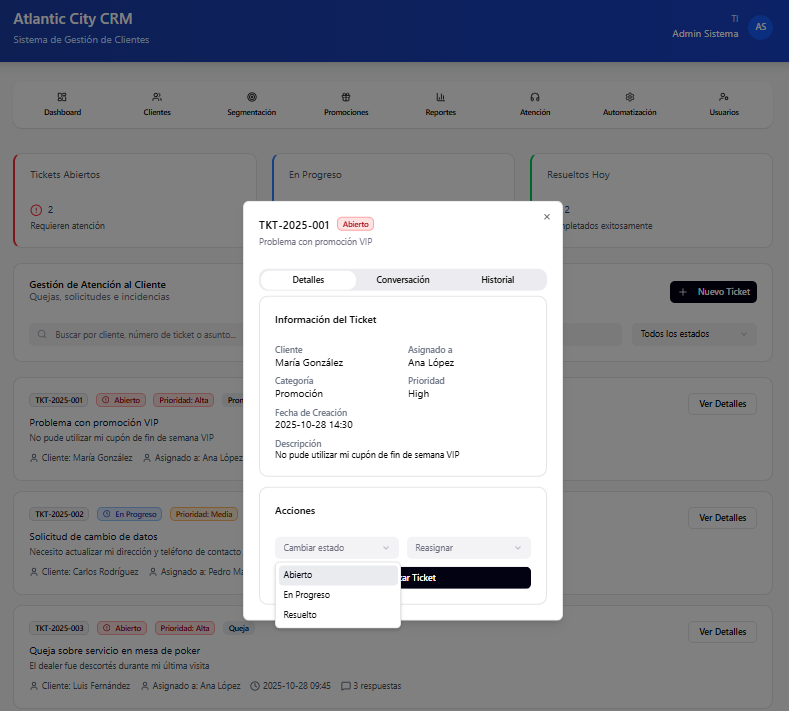 Atlantic City CRM
Sistema de Gestión de Clientes
TI
Admin Sistema
AS
Dashboard
Clientes
Segmentación
Promociones
Reportes
Atención
Automatización
Usuarios
Tickets Abiertos
2
Requieren atención
En Progreso
Resueltos Hoy
2
mpletados exitosamente
Gestión de Atención al Cliente
Quejas, solicitudes e incidencias
+ Nuevo Ticket
Buscar por cliente, número de ticket o asunto...
Todos los estados
TKT-2025-001 Abierto Prioridad: Alta Pron
Ver Detalles
Problema con promoción VIP
No pude utilizar mi cupón de fin de semana VIP
Cliente: María González Asignado a: Ana López
TKT-2025-002 En Progreso Prioridad: Media
Ver Detalles
Solicitud de cambio de datos
Necesito actualizar mi dirección y teléfono de contacto
Cliente: Carlos Rodríguez Asignado a: Pedro Ma
TKT-2025-003 Abierto Prioridad: Alta Queja
Ver Detalles
Queja sobre servicio en mesa de poker
El dealer fue descortés durante mi última visita
Cliente: Luis Fernández Asignado a: Ana López 2025-10-28 09:45 3 respuestas
TKT-2025-001 Abierto
×
Problema con promoción VIP
Detalles
Conversación
Historial
Información del Ticket
Cliente
María González
Asignado a
Ana López
Categoría
Promoción
Prioridad
High
Fecha de Creación
2025-10-28 14:30
Descripción
No pude utilizar mi cupón de fin de semana VIP
Acciones
Cambiar estado
Reasignar
Abierto
En Progreso
Resuelto
zar Ticket